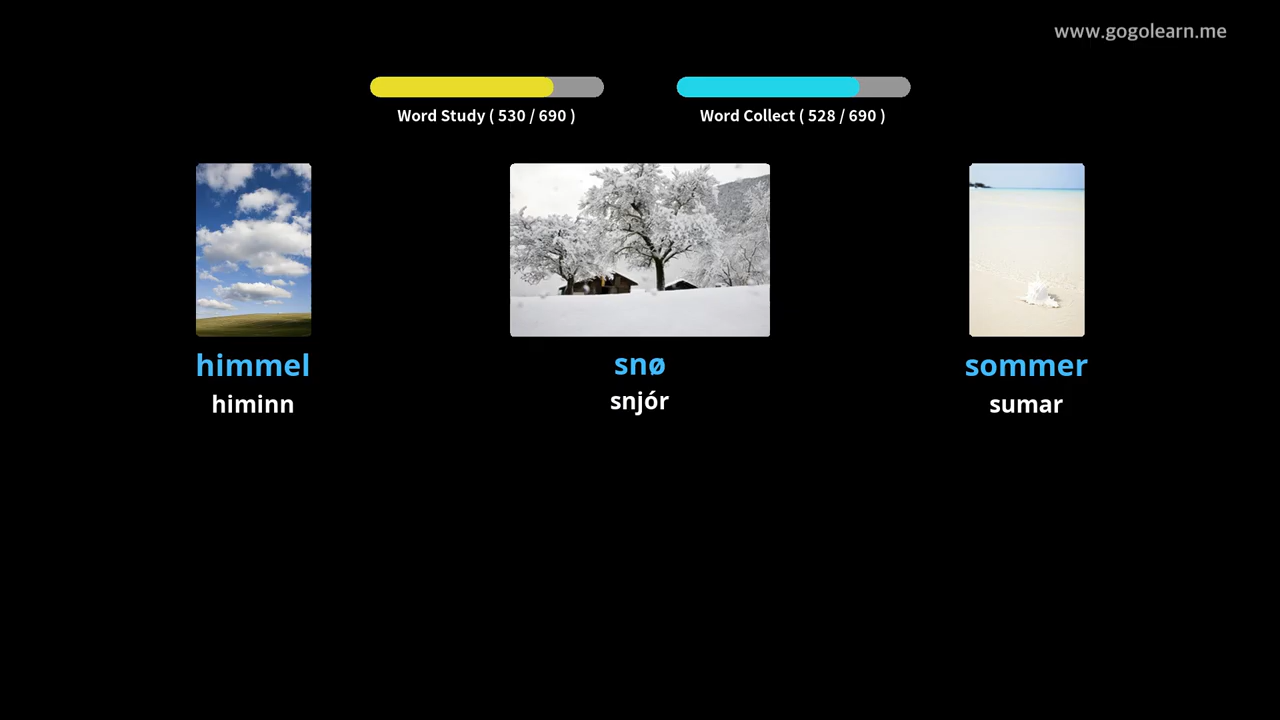 www.gogolearn.me
Word Study ( 530 / 690 )
Word Collect ( 528 / 690 )
himmel
himinn
snø
snjór
sommer
sumar